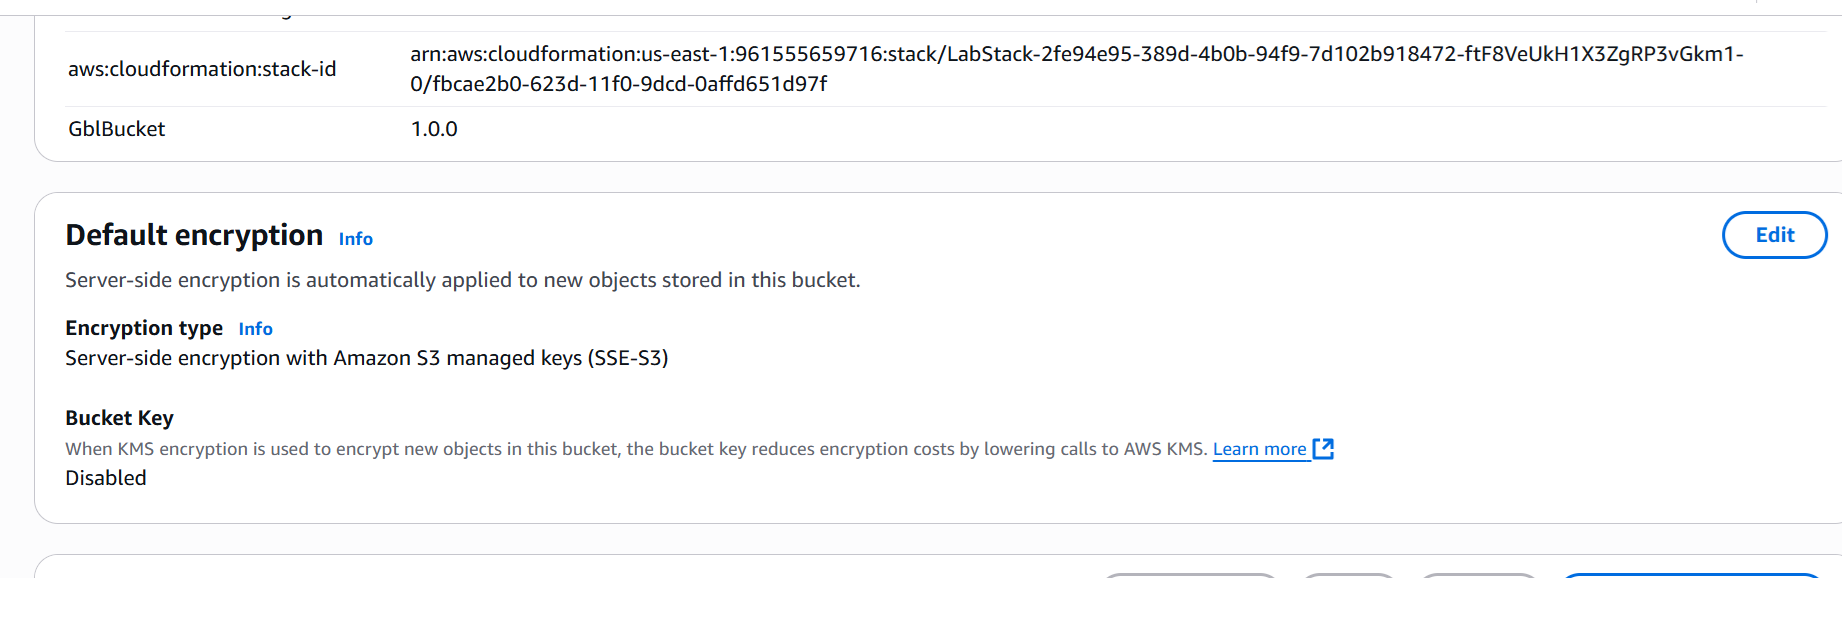 arn:aws:cloudformation:us-east-1:961555659716:stack/LabStack-2fe94e95-389d-4b0b-94f9-7d102b918472-ftF8VeUkH1X3ZgRP3vGkm1-
aws:cloudformation:stack-id
0/fbcae2b0-623d-11f0-9dcd-0affd651d97f
GblBucket 1.0.0
Default encryption Info
Edit
Server-side encryption is automatically applied to new objects stored in this bucket.
Encryption type Info
Server-side encryption with Amazon S3 managed keys (SSE-S3)
Bucket Key
When KMS encryption is used to encrypt new objects in this bucket, the bucket key reduces encryption costs by lowering calls to AWS KMS. Learn more
Disabled